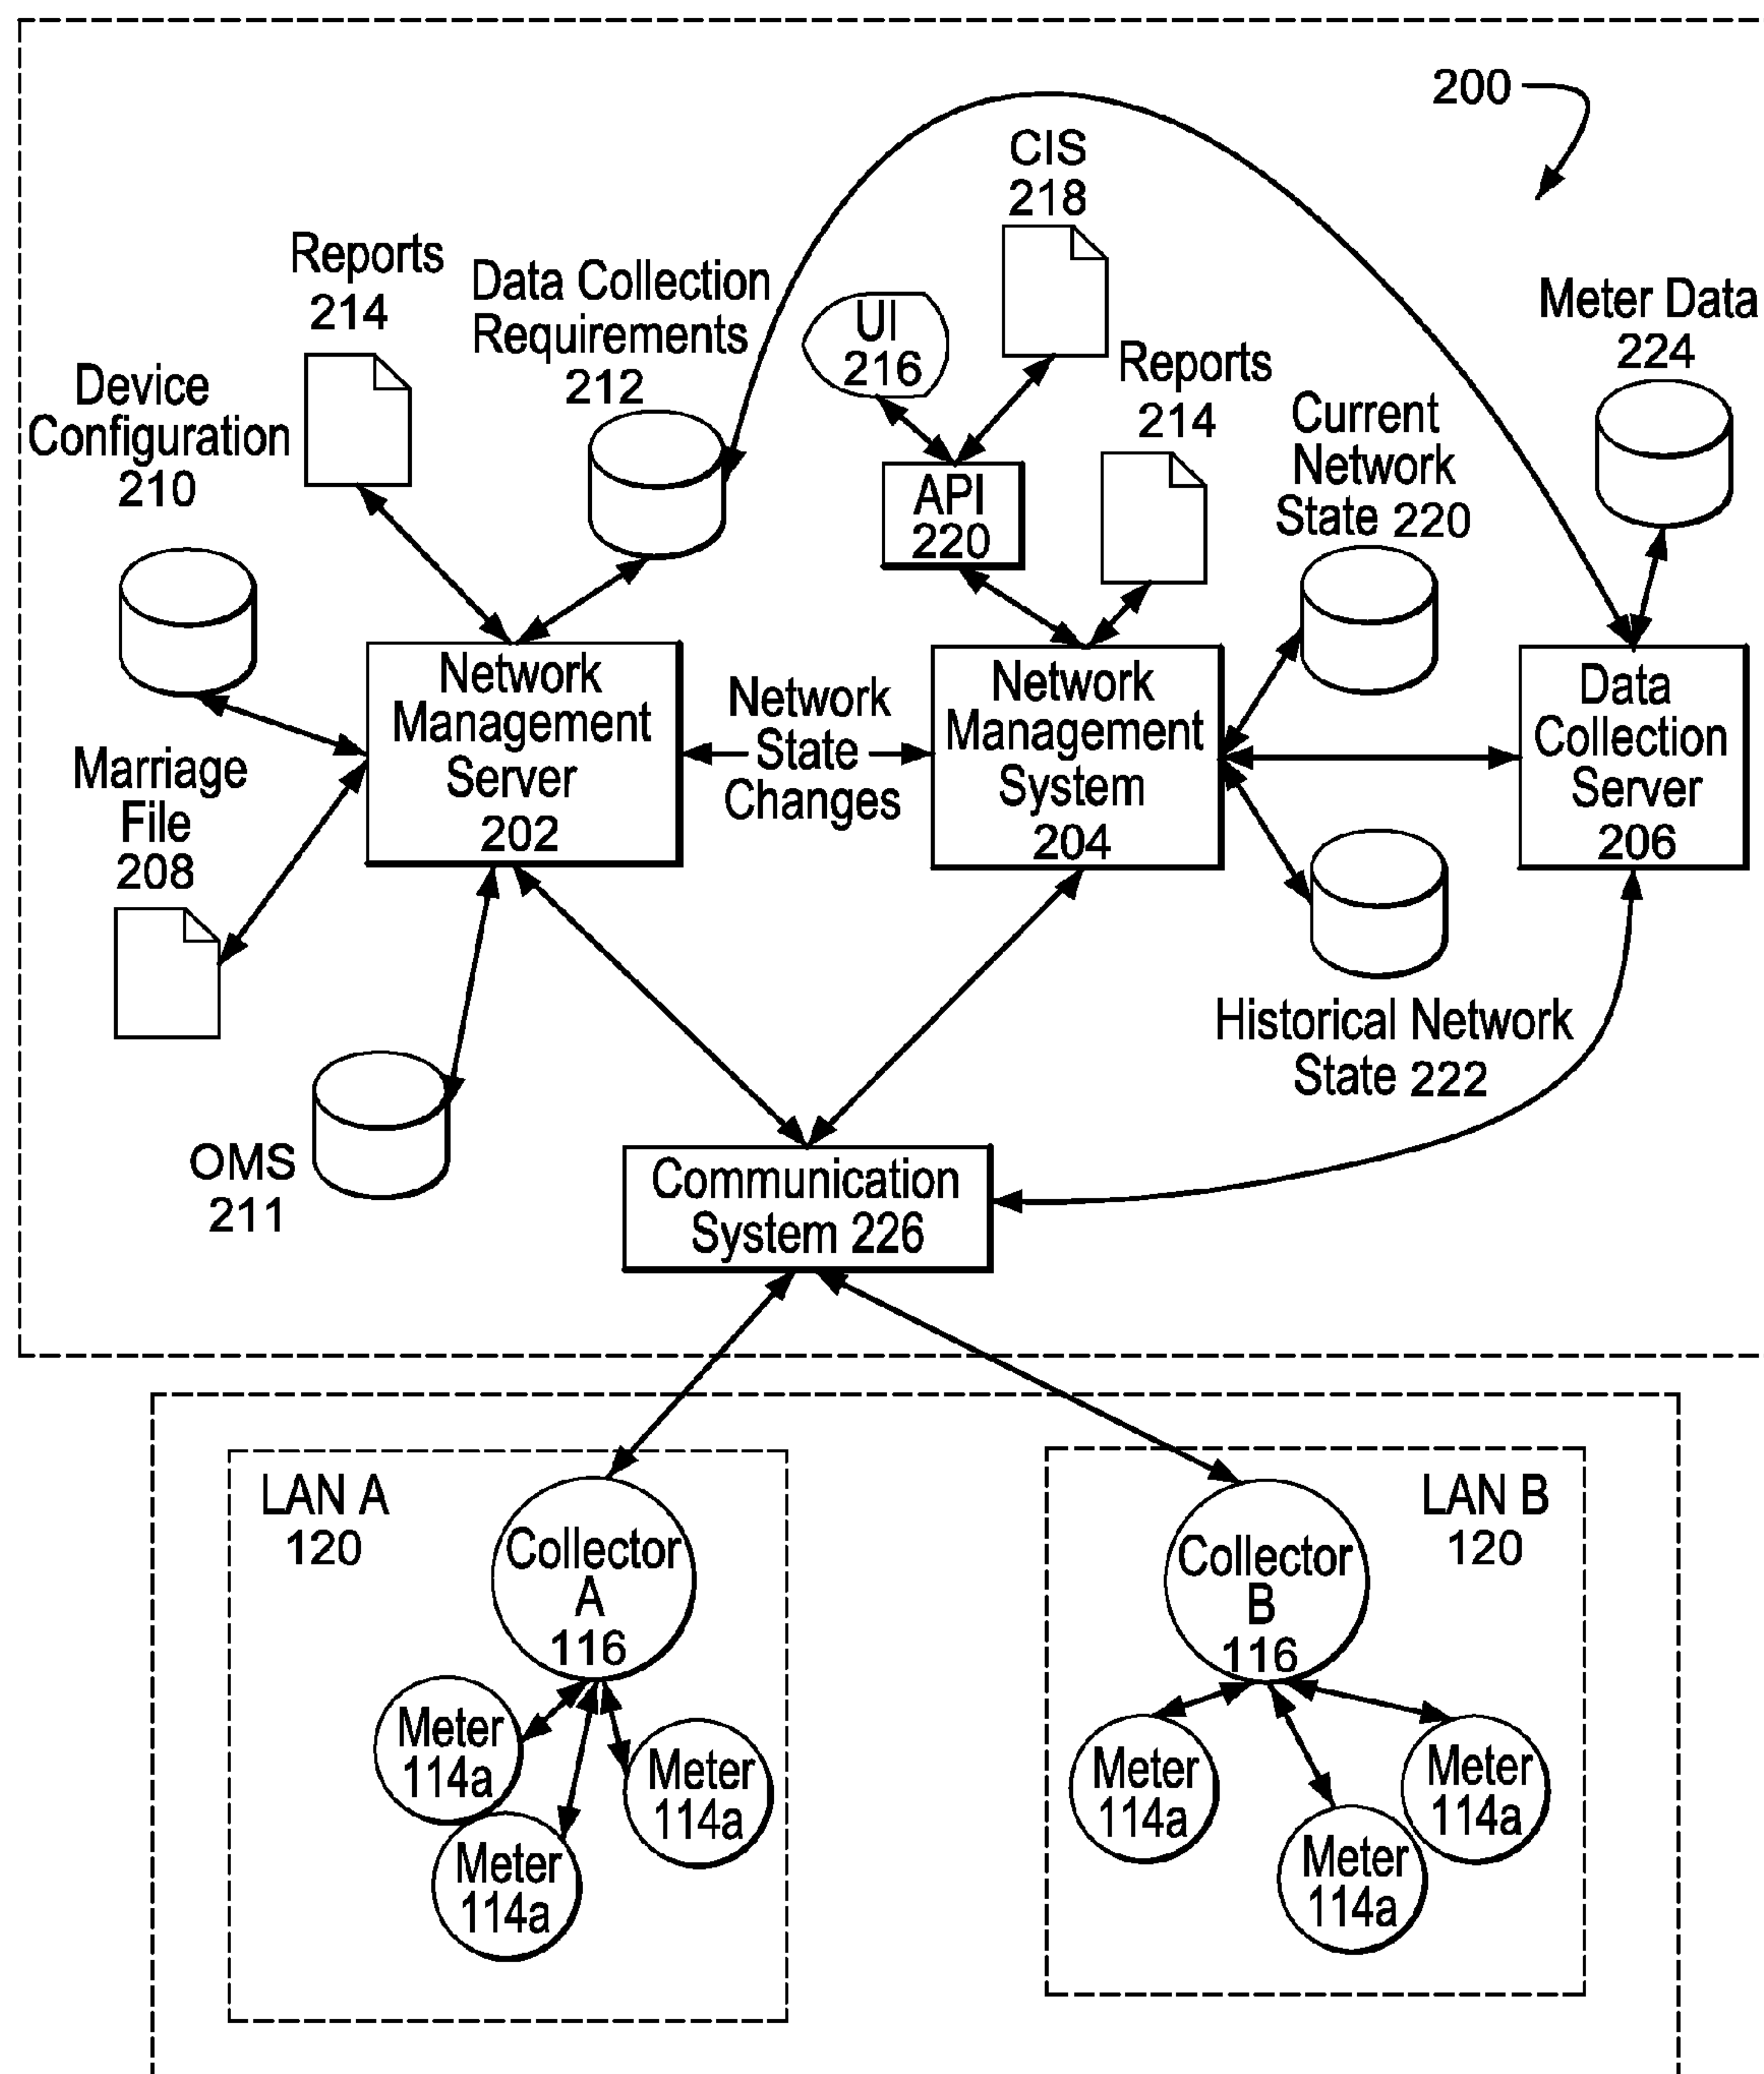 200
CIS
218
Reports
214
Data Collection
Requirements
212
UI
216
Meter Data
224
Device
Configuration
210
Reports
214
Current
Network
State 220
API
220
Network
Management
Server
202
Network
State
Changes
Network
Management
System
204
Data
Collection
Server
206
Marriage
File
208
Historical Network
State 222
OMS
211
Communication
System 226
LAN A
120
Collector
A
116
LAN B
120
Collector
B
116
Meter
114a
Meter
114a
Meter
114a
Meter
114a
Meter
114a
Meter
114a